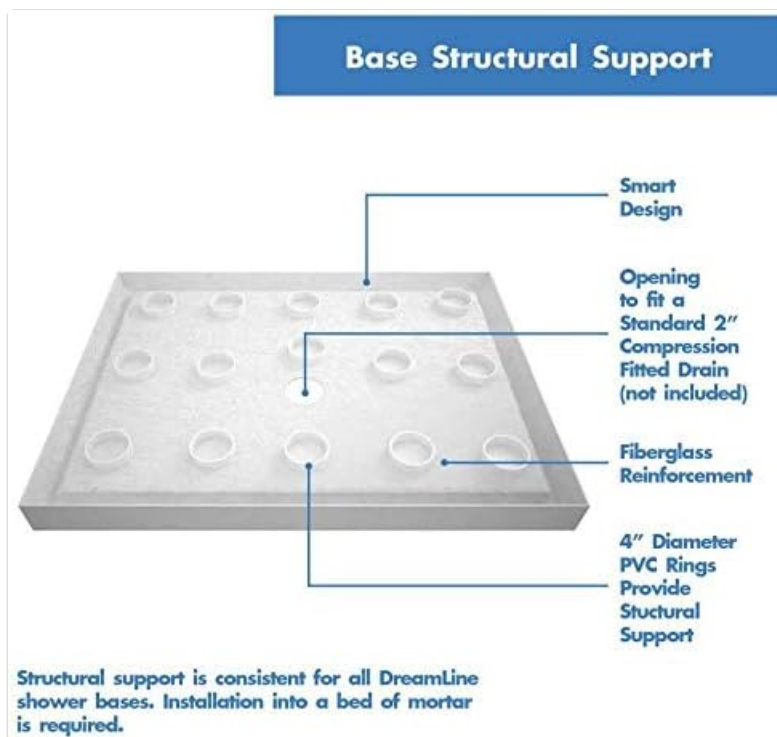 Base Structural Support
Smart
Design
Opening
to fit a
Standard 2"
Compression
Fitted Drain
(not included)
Fiberglass
Reinforcement
4" Diameter
PVC Rings
Provide
Stuctural
Support
Structural support is consistent for all DreamLine
shower bases. Installation into a bed of mortar
is required.